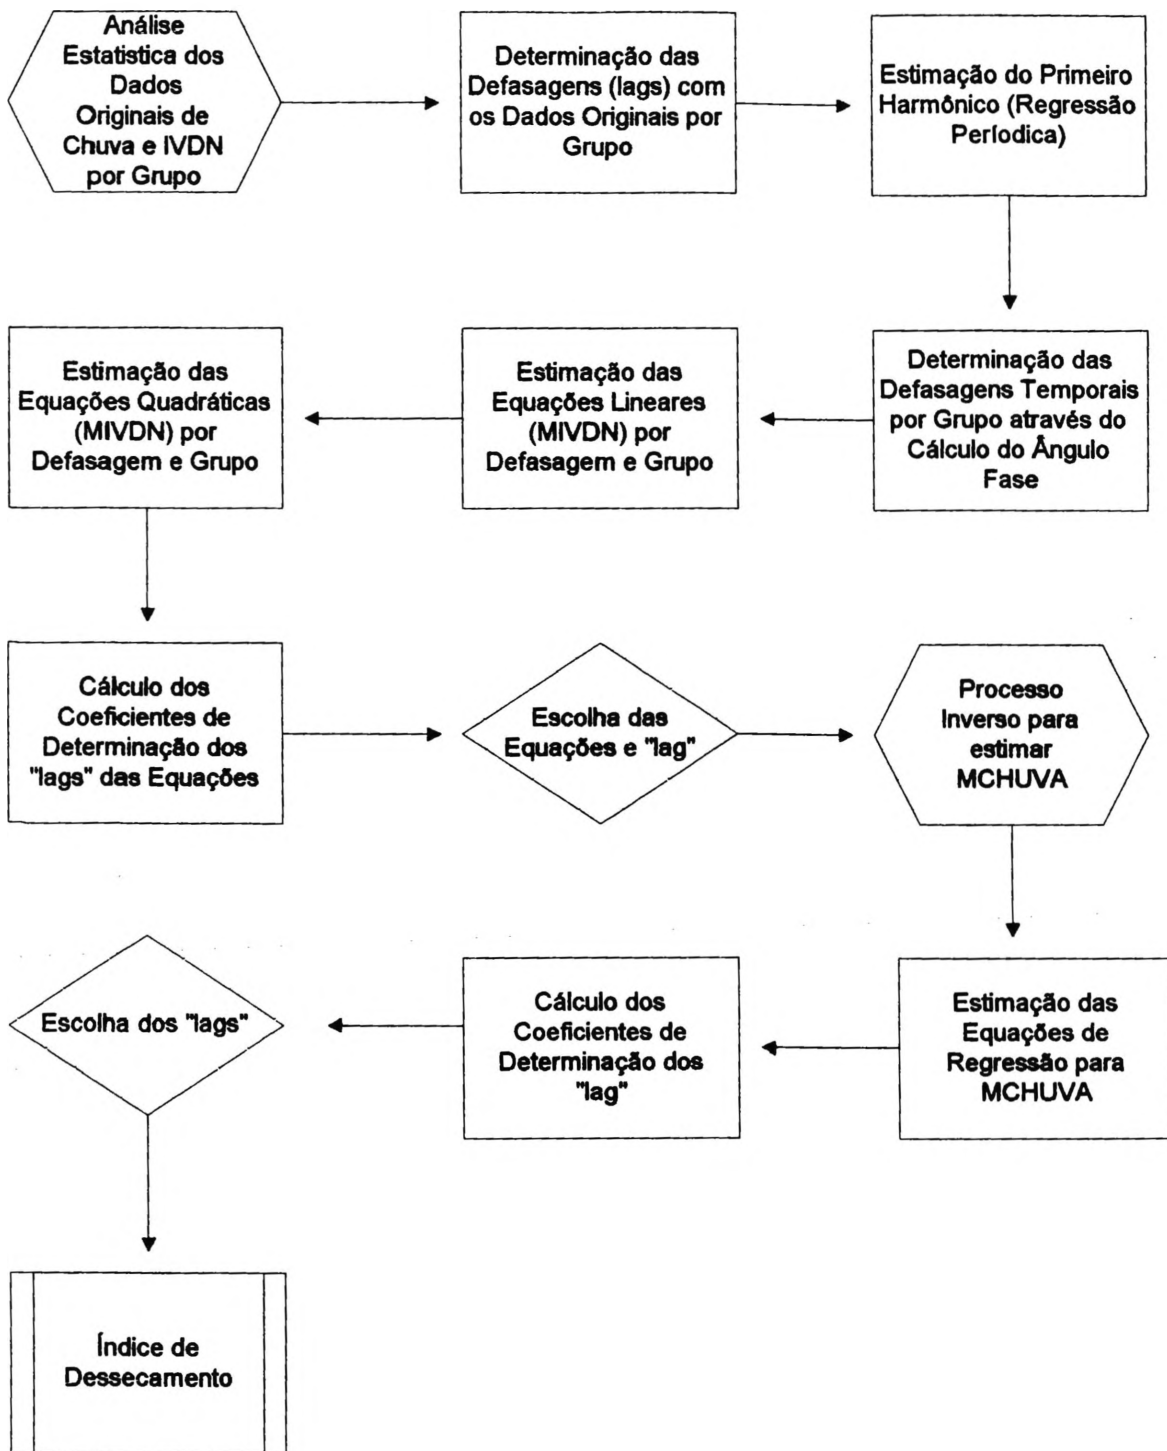 Análise
Estatistica dos
Dados
Originais de
Chuva e IVDN
por Grupo
Determinação das
Defasagens (lags) com
os Dados Originais por
Grupo
Estimação do Primeiro
Harmônico (Regressão
Períodica)
Determinação das
Defasagens Temporais
por Grupo através do
Cálculo do Ângulo
Fase
Estimação das
Equações Lineares
(MIVDN) por
Defasagem e Grupo
Estimação das
Equações Quadráticas
(MIVDN) por
Defasagem e Grupo
Cálculo dos
Coeficientes de
Determinação dos
"lags" das Equações
Escolha das
Equações e "lag"
Processo
Inverso para
estimar
MCHUVA
Estimação das
Equações de
Regressão para
MCHUVA
Cálculo dos
Coeficientes de
Determinação dos
"lag"
Escolha dos "lags"
Índice de
Dessecamento